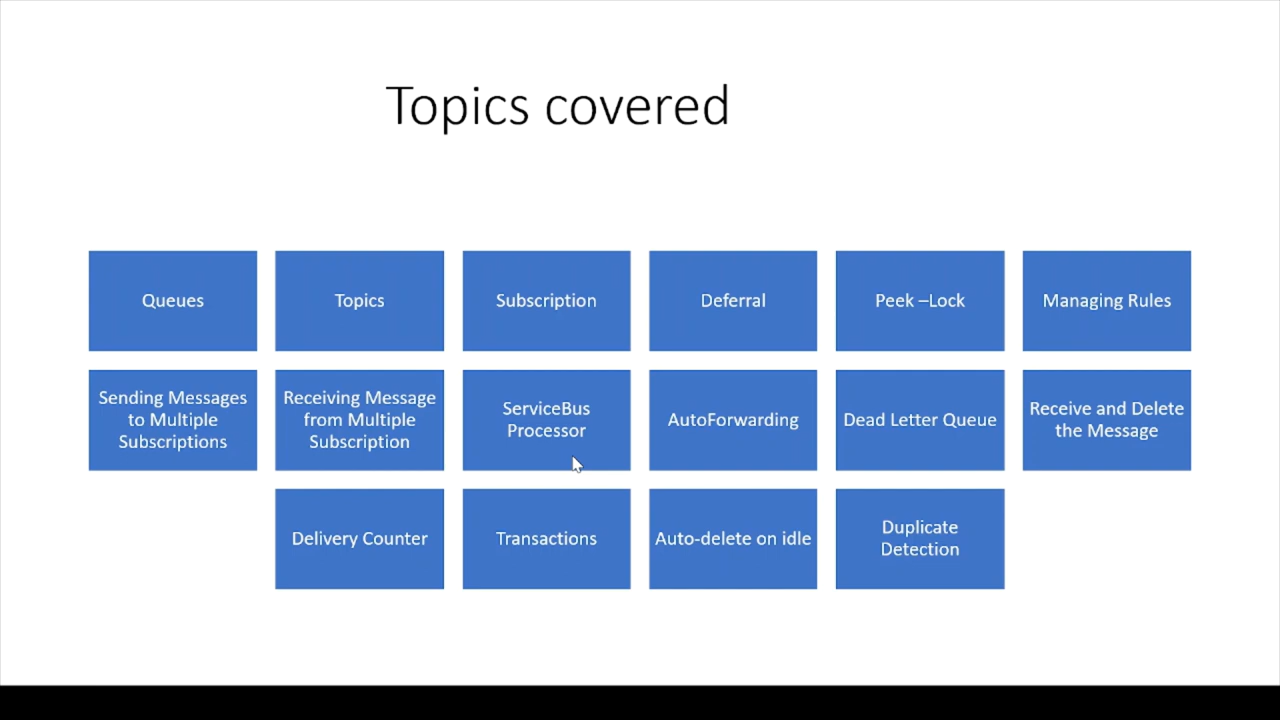 Topics covered
Queues
Topics
Subscription
Deferral
Peek –Lock
Managing Rules
Sending Messages
to Multiple
Subscriptions
Receiving Message
from Multiple
Subscription
ServiceBus
Processor
AutoForwarding
Dead Letter Queue
Receive and Delete
the Message
Delivery Counter
Transactions
Auto-delete on idle
Duplicate
Detection